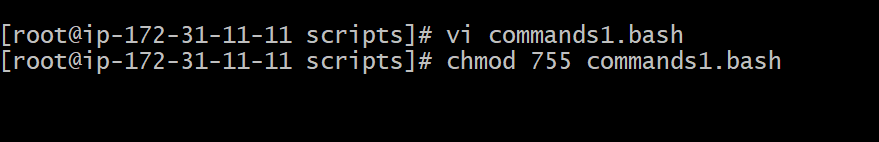 [root@ip-172-31-11-11 scripts]# vi commands1.bash
[root@ip-172-31-11-11 scripts]# chmod 755 commands1.bash